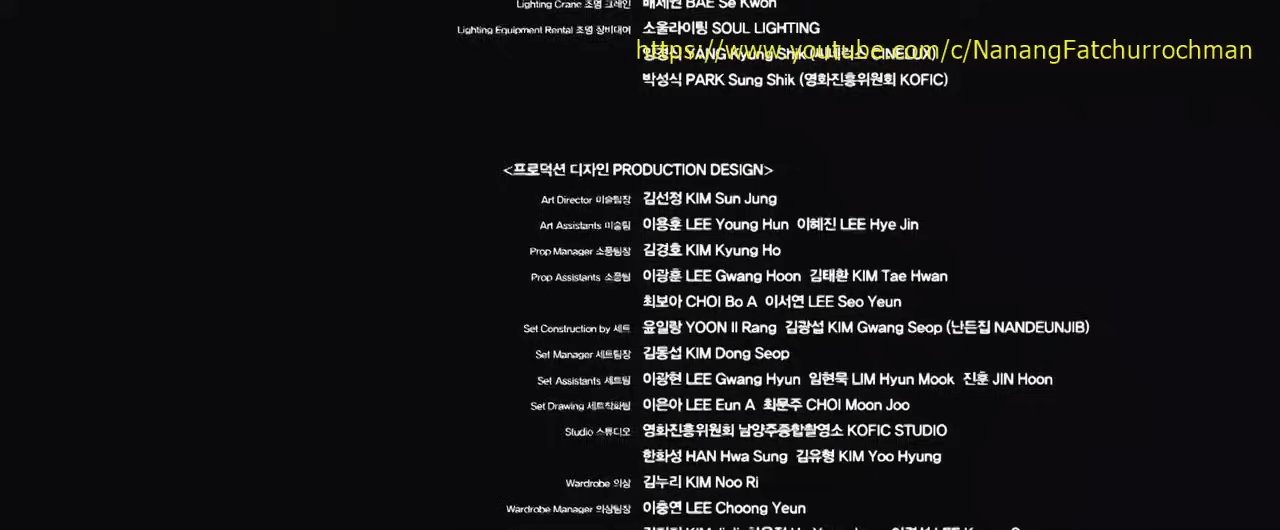 Lighting Crane 조명 크레인 배세원 BAE Se Kwon
Lighting Equipment Rental 조명 장비대여 소울라이팅 SOUL LIGHTING
https://www.youtube.com/c/NanangFatchurrochman
YANG Kyung Shik CINELUX)
박성식 PARK Sung Shik (영화진흥위원회 KOFIC)
<프로덕션 디자인 PRODUCTION DESIGN>
Art Director 미술팀장 김선정 KIM Sun Jung
Art Assistants 미술팀 이용훈 LEE Young Hun 이혜진 LEE Hye Jin
Prop Manager 소품팀장 김경호 KIM Kyung Ho
Prop Assistants 소품팀 이광훈 LEE Gwang Hoon 김태환 KIM Tae Hwan
최보아 CHOI Bo A 이서연 LEE Seo Yeun
Set Construction by 세트 윤일랑 YOON Il Rang 김광섭 KIM Gwang Seop (난든집 NANDEUNJIB)
Set Manager 세트팀장 김동섭 KIM Dong Seop
Set Assistants 세트팀 이광현 LEE Gwang Hyun 임현묵 LIM Hyun Mook 진훈 JIN Hoon
Set Drawing 세트작화팀 이은아 LEE Eun A 최문주 CHOI Moon Joo
Studio 스튜디오 영화진흥위원회 남양주종합촬영소 KOFIC STUDIO
한화성 HAN Hwa Sung 김유형 KIM Yoo Hyung
Wardrobe 의상 김누리 KIM Noo Ri
Wardrobe Manager 의상팀장 이충연 LEE Choong Yeun